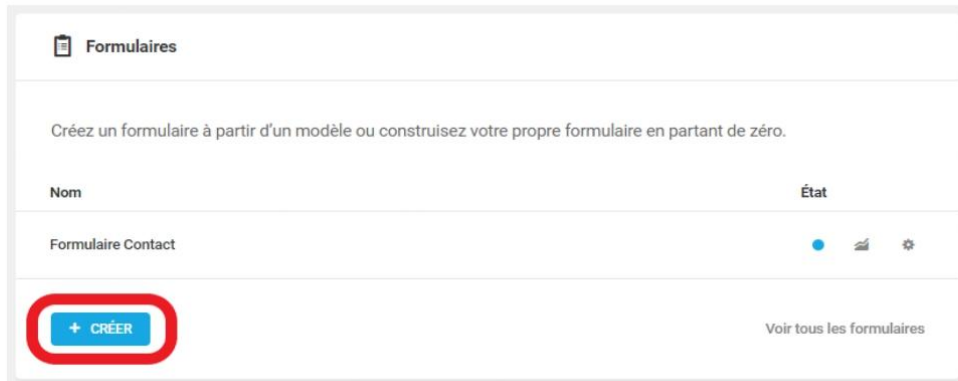 Formulaires
Créez un formulaire à partir d'un modèle ou construisez votre propre formulaire en partant de zéro.
Nom État
Formulaire Contact
+ CRÉER Voir tous les formulaires